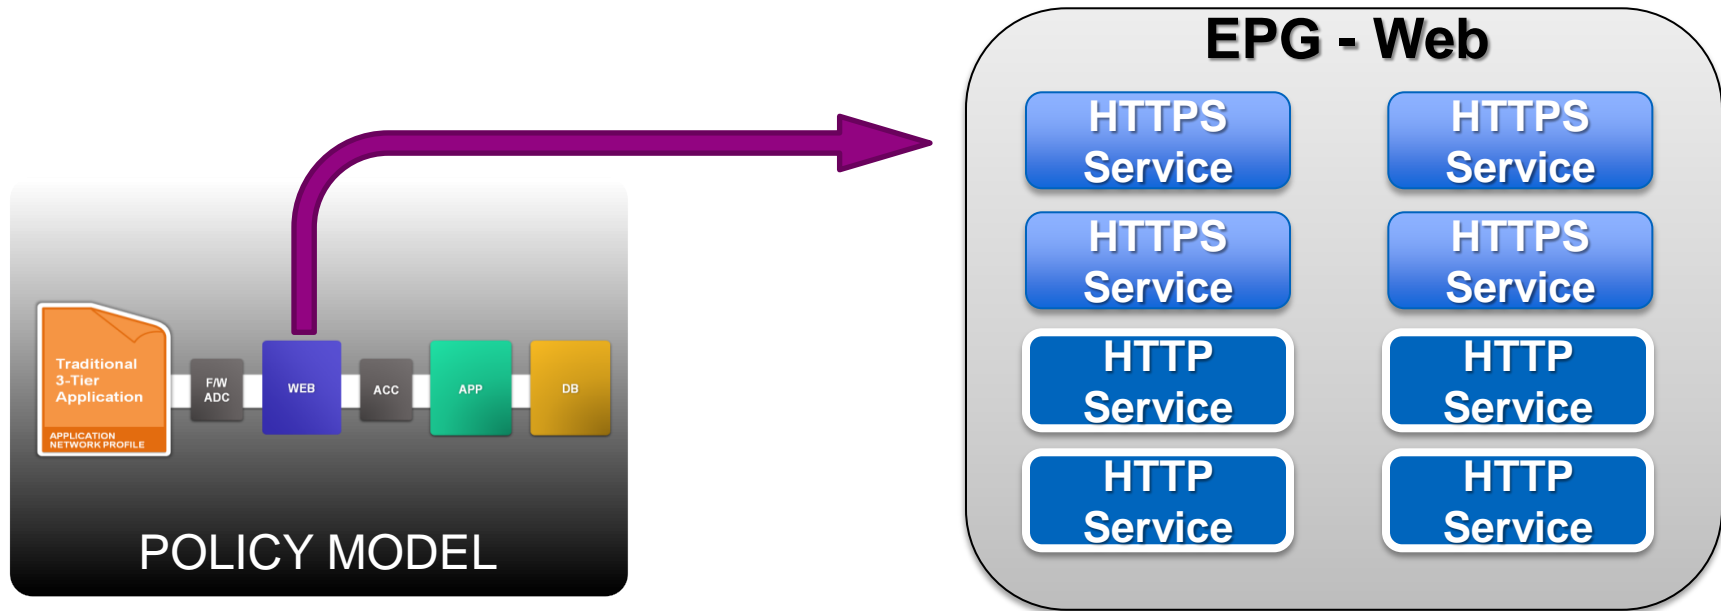 EPG - Web
HTTPS
Service
HTTPS
Service
HTTPS
Service
HTTPS
Service
HTTP
Service
HTTP
Service
HTTP
Service
HTTP
Service
Traditional
3-Tier
Application
APPLICATION
NETWORK PROFILE
F/W
ADC
WEB
ACC
APP
DB
POLICY MODEL